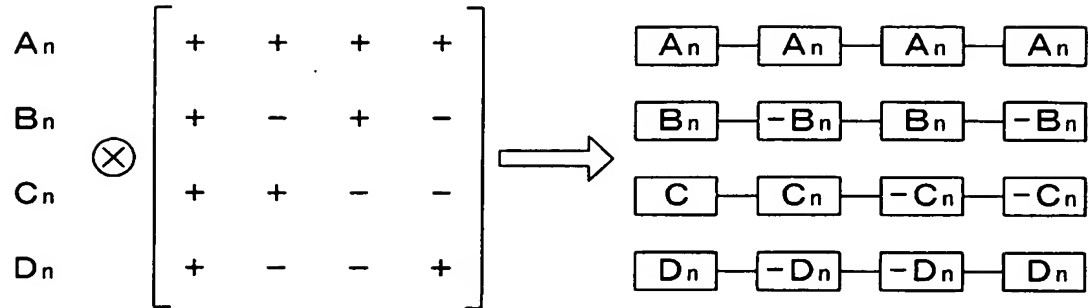 An + + + + An An An An
Bn + - + - Bn -Bn Bn -Bn
⊗
Cn + + - - C Cn -Cn -Cn
Dn + - - + Dn -Dn -Dn Dn